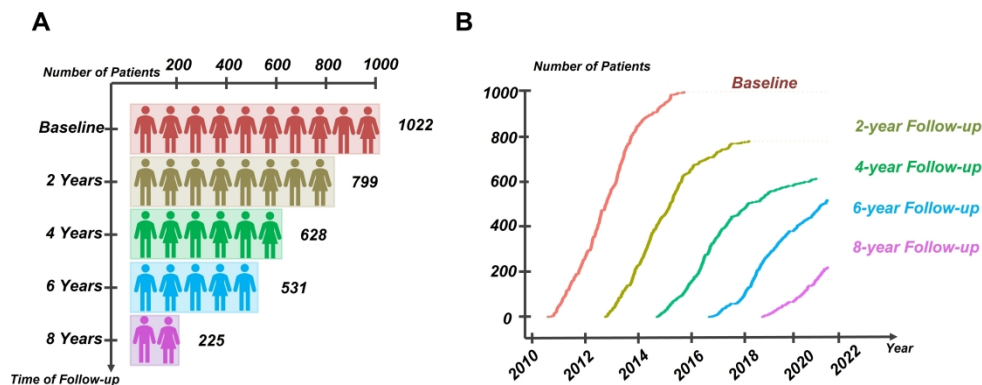 A
Number of Patients
200 400 600 800 1000
Baseline 1022
2 Years 799
4 Years 628
6 Years 531
8 Years 225
Time of Follow-up
B
Number of Patients
Baseline
1000
800
600
400
200
0
2-year Follow-up
4-year Follow-up
6-year Follow-up
8-year Follow-up
2010 2012 2014 2016 2018 2020 2022
Year